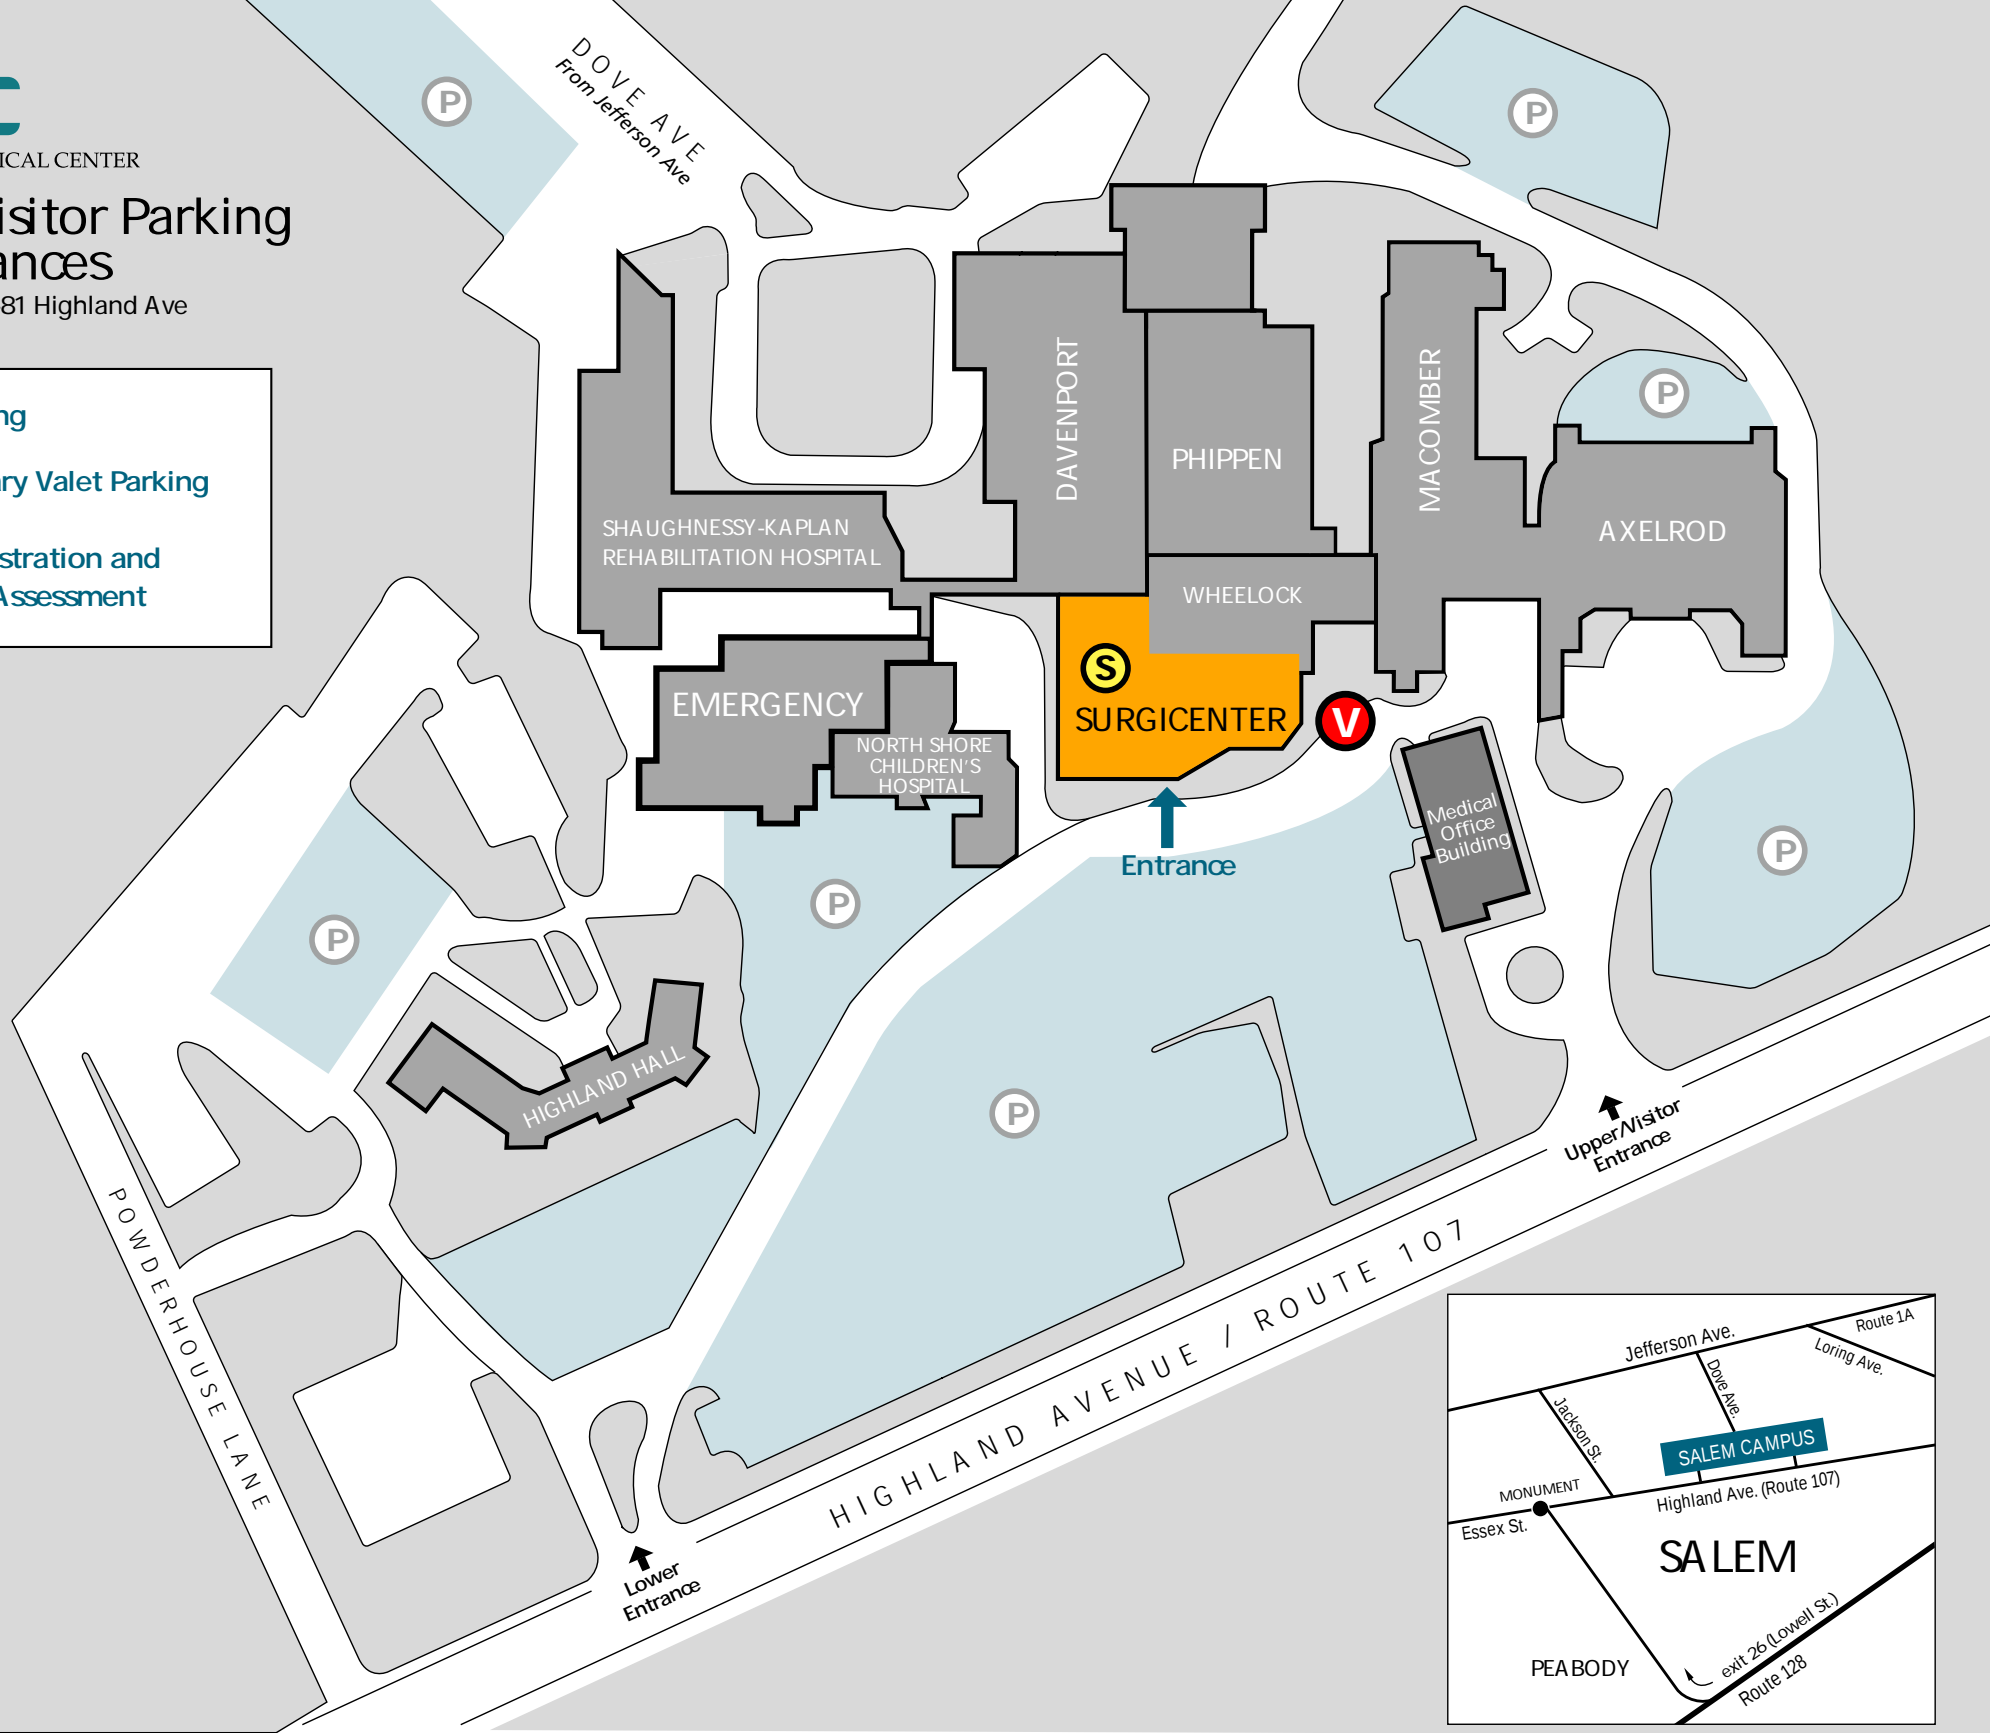 ICAL CENTER
isitor Parking
ances
81 Highland Ave
ng
ary Valet Parking
stration and
Assessment
DOVE AVE
From Jefferson Ave
P
P
P
P
P
P
P
DAVENPORT
PHIPPEN
MACOMBER
AXELROD
SHAUGHNESSY-KAPLAN
REHABILITATION HOSPITAL
WHEELOCK
S
SURGICENTER
V
EMERGENCY
NORTH SHORE
CHILDREN'S
HOSPITAL
Medical
Office
Building
Entrance
HIGHLAND HALL
Upper/Visitor
Entrance
POWDERHOUSE LANE
HIGHLAND AVENUE / ROUTE 107
Lower
Entrance
Jefferson Ave.
Route 1A
Loring Ave.
Dove Ave.
Jackson St.
SALEM CAMPUS
MONUMENT
Highland Ave. (Route 107)
Essex St.
SALEM
PEABODY
exit 26 (Lowell St.)
Route 128